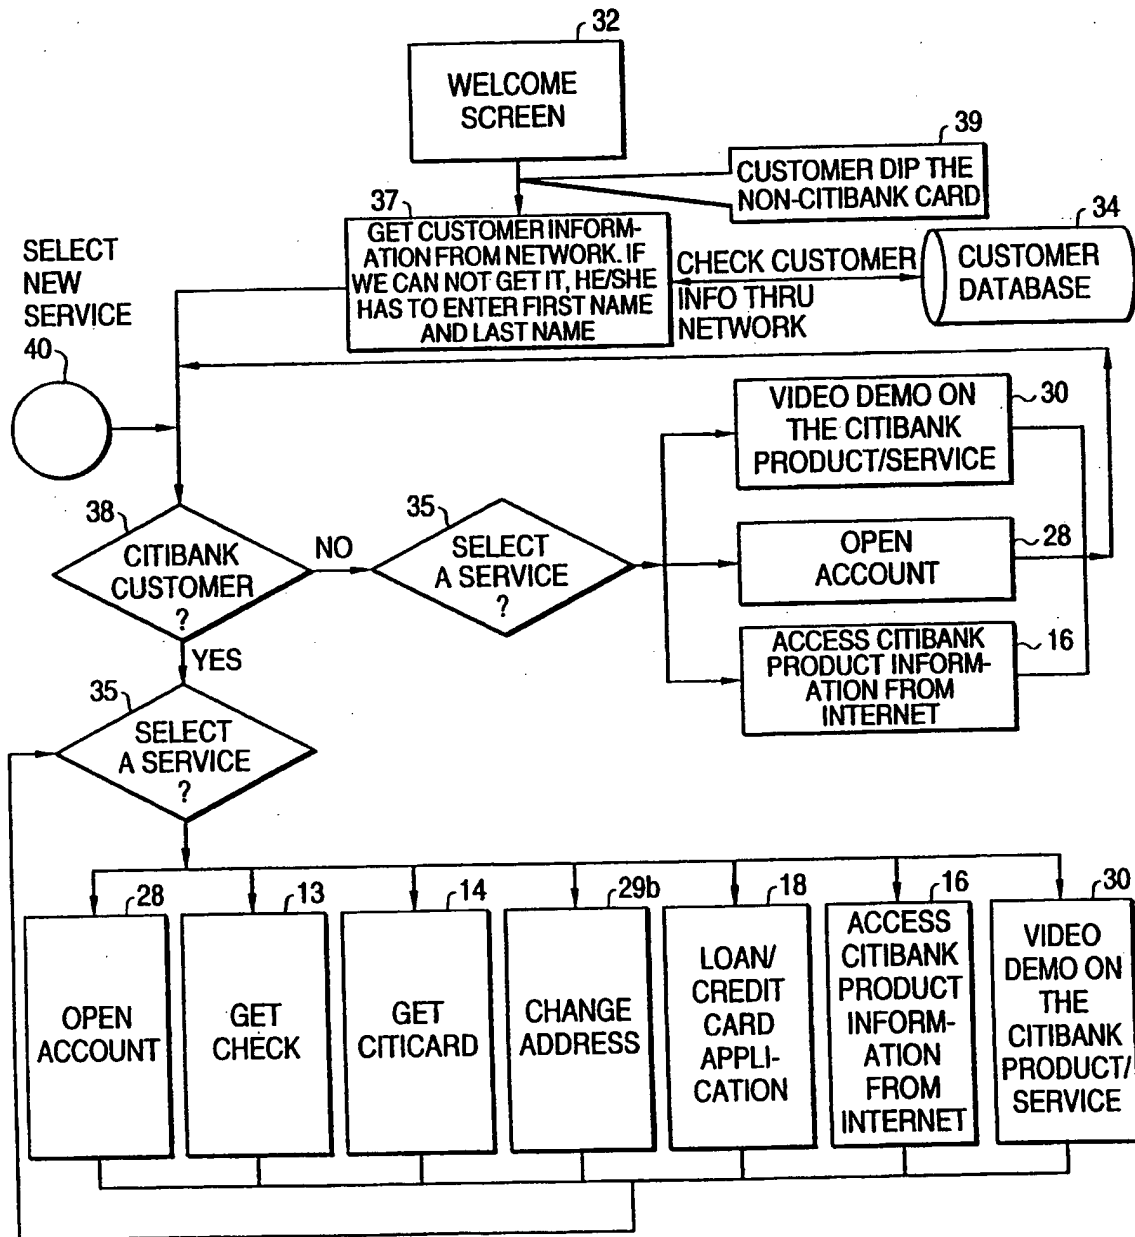 32
WELCOME
SCREEN
39
CUSTOMER DIP THE
NON-CITIBANK CARD
37
GET CUSTOMER INFORM-
ATION FROM NETWORK. IF
WE CAN NOT GET IT, HE/SHE
HAS TO ENTER FIRST NAME
AND LAST NAME
CHECK CUSTOMER
INFO THRU
NETWORK
34
CUSTOMER
DATABASE
SELECT
NEW
SERVICE
40
VIDEO DEMO ON
THE CITIBANK
PRODUCT/SERVICE
30
38
CITIBANK
CUSTOMER
?
NO
35
SELECT
A SERVICE
?
OPEN
ACCOUNT
28
ACCESS CITIBANK
PRODUCT INFORM-
ATION FROM
INTERNET
16
YES
35
SELECT
A SERVICE
?
28
OPEN
ACCOUNT
13
GET
CHECK
14
GET
CITICARD
29b
CHANGE
ADDRESS
18
LOAN/
CREDIT
CARD
APPLI-
CATION
16
ACCESS
CITIBANK
PRODUCT
INFORM-
ATION
FROM
INTERNET
30
VIDEO
DEMO ON
THE
CITIBANK
PRODUCT/
SERVICE